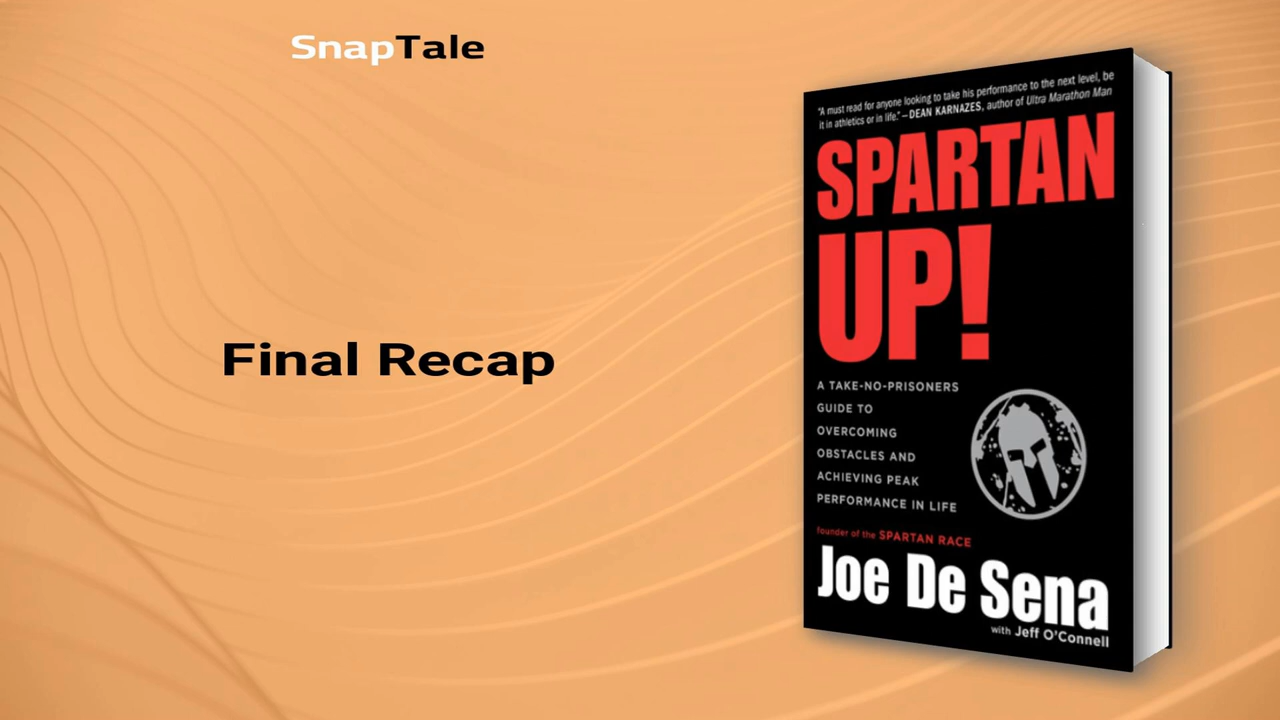 SnapTale
Final Recap
"A must read for anyone looking to take his performance to the next level, be
it in athletics or in life."—DEAN KARNAZES, author of Ultra Marathon Man
SPARTAN
UP!
A TAKE-NO-PRISONERS
GUIDE TO
OVERCOMING
OBSTACLES AND
ACHIEVING PEAK
PERFORMANCE IN LIFE
founder of the SPARTAN RACE
Joe De Sena
with Jeff O'Connell